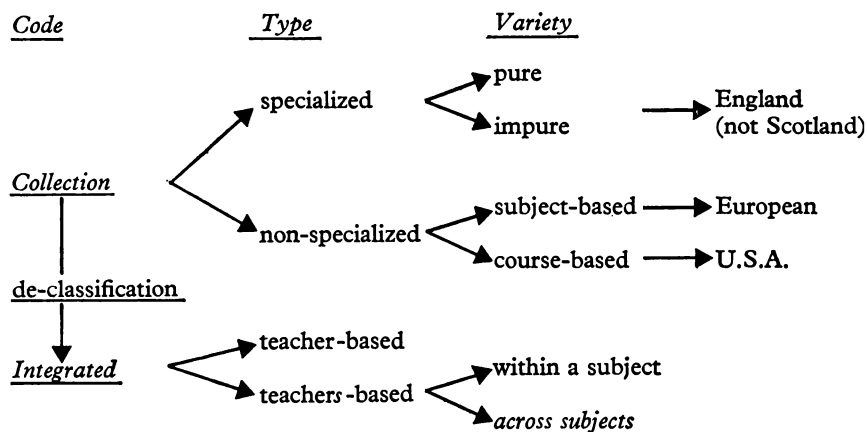 Code Type Variety
pure
specialized
England
impure
(not Scotland)
Collection
subject-based European
non-specialized
course-based U.S.A.
de-classification
teacher-based
Integrated
within a subject
teachers-based
across subjects